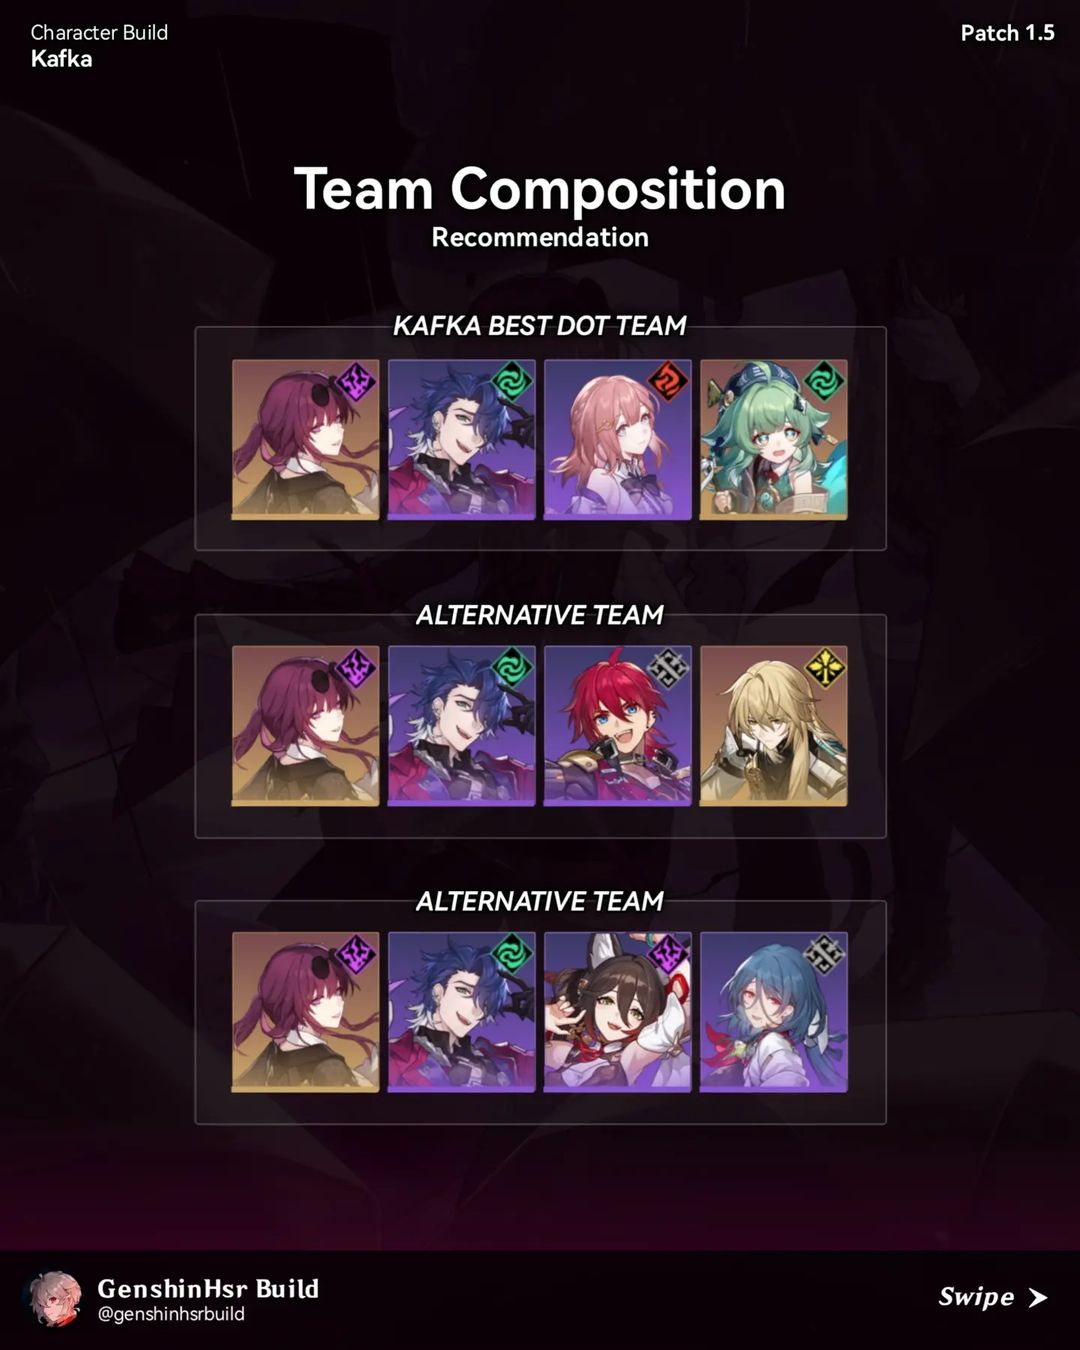 Character Build
Kafka
Patch 1.5
Team Composition
Recommendation
KAFKA BEST DOT TEAM
ALTERNATIVE TEAM
ALTERNATIVE TEAM
GenshinHsr Build
@genshinhsrbuild
Swipe